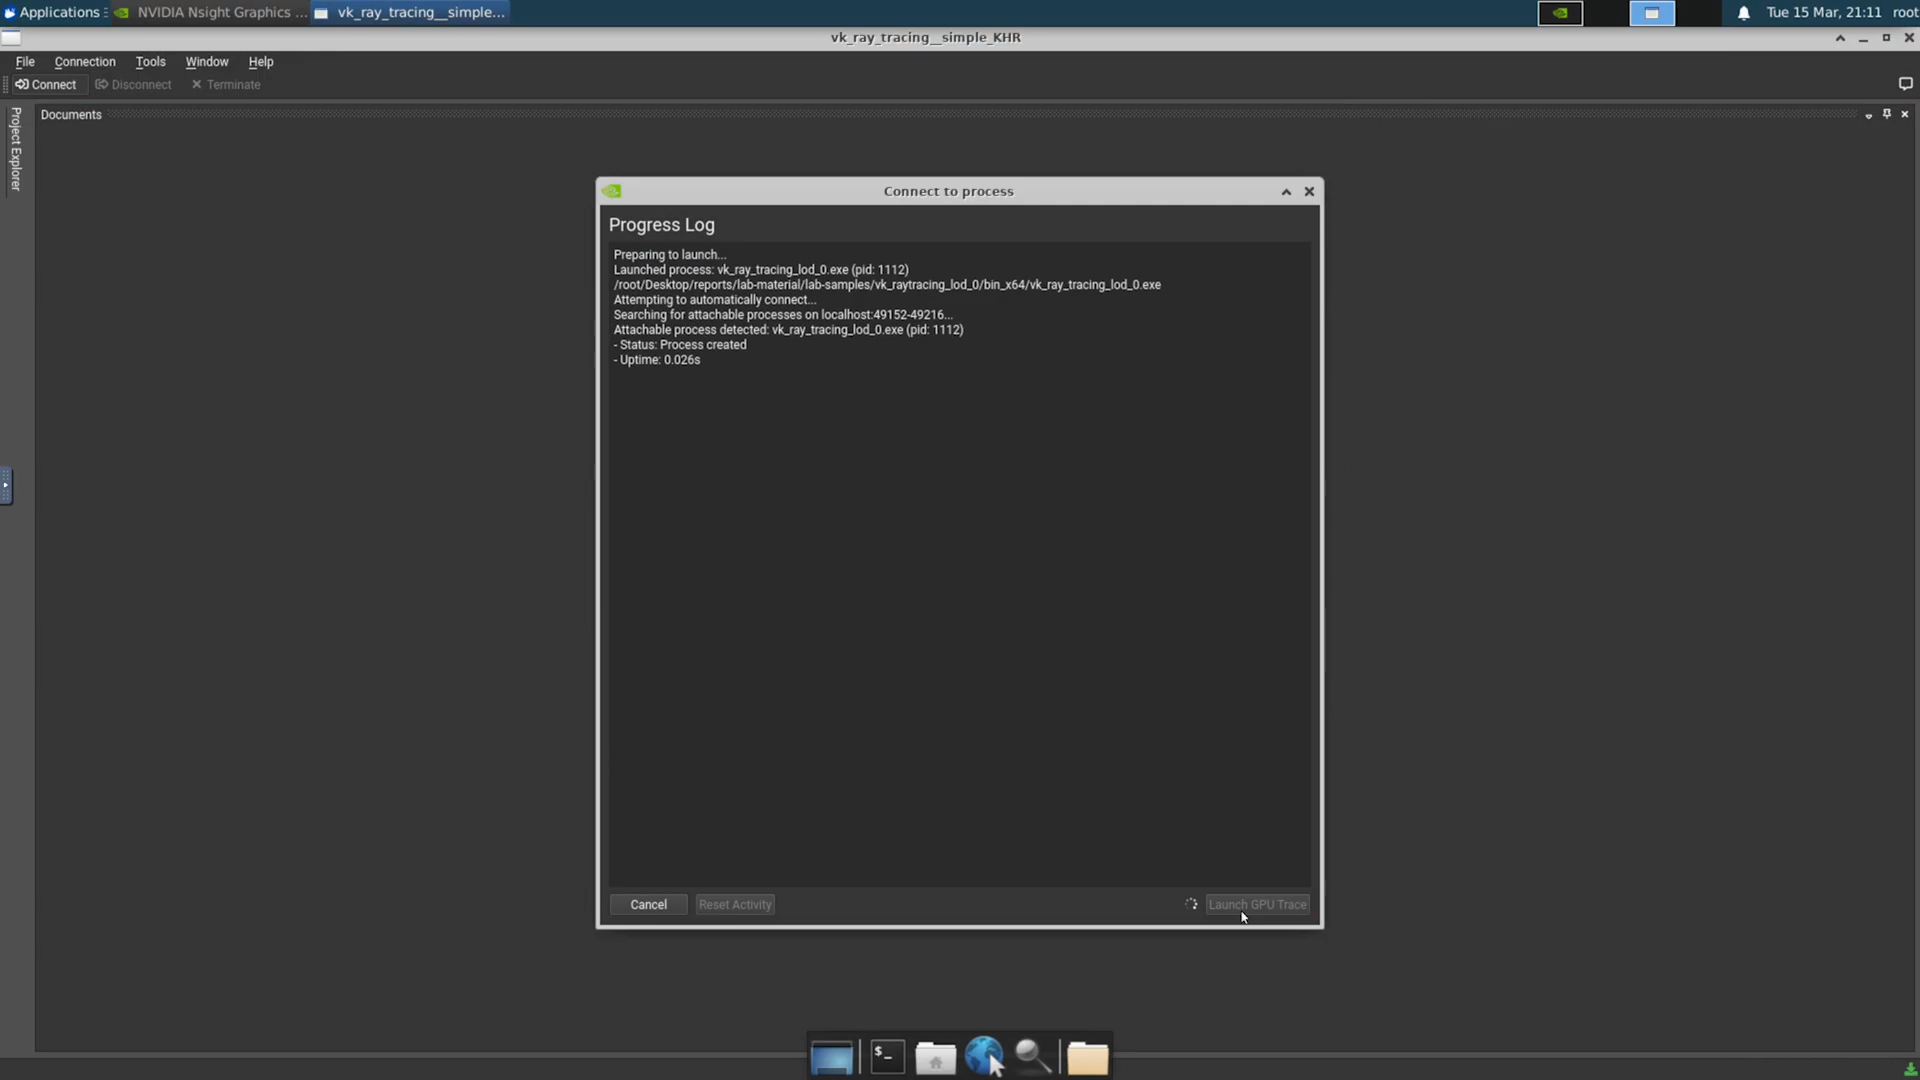 Applications
NVIDIA Nsight Graphics ...
vk_ray_tracing__simple...
Tue 15 Mar, 21:11
root
vk_ray_tracing__simple_KHR
File
Connection
Tools
Window
Help
Connect
Disconnect
Terminate
Project Explorer
Documents
Connect to process
Progress Log
Preparing to launch...
Launched process: vk_ray_tracing_lod_0.exe (pid: 1112)
/root/Desktop/reports/lab-material/lab-samples/vk_raytracing_lod_0/bin_x64/vk_ray_tracing_lod_0.exe
Attempting to automatically connect...
Searching for attachable processes on localhost:49152-49216...
Attachable process detected: vk_ray_tracing_lod_0.exe (pid: 1112)
- Status: Process created
- Uptime: 0.026s
Cancel
Reset Activity
Launch GPU Trace
$_